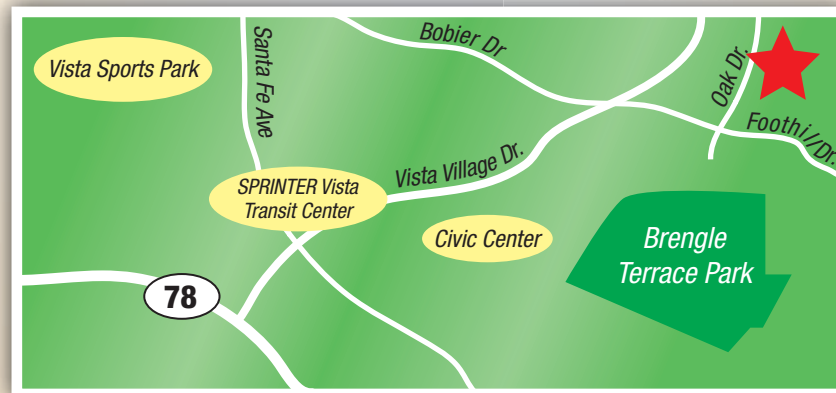 Bobier Dr
Santa Fe Ave
Vista Sports Park
Oak Dr.
Foothill Dr.
Vista Village Dr.
SPRINTER Vista
Transit Center
Civic Center
Brengle
Terrace Park
78